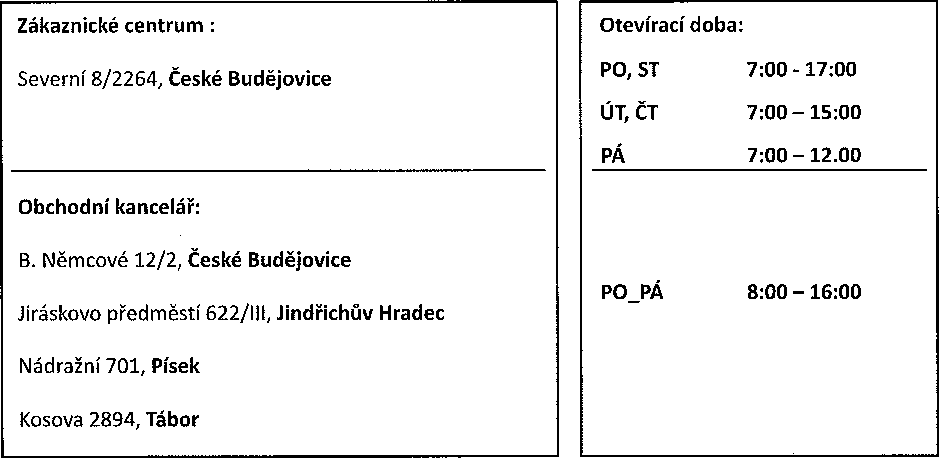 Zákaznické centrum :
Severní 8/2264, České Budějovice
Obchodní kancelář:
B. Němcové 12/2, České Budějovice
Jiráskovo předměstí 622/III, Jindřichův Hradec
Nádražní 701, Písek
Kosova 2894, Tábor
Otevírací doba:
PO, ST 7:00 - 17:00
ÚT, ČT 7:00 – 15:00
PÁ 7:00 – 12.00
PO_PÁ 8:00 – 16:00